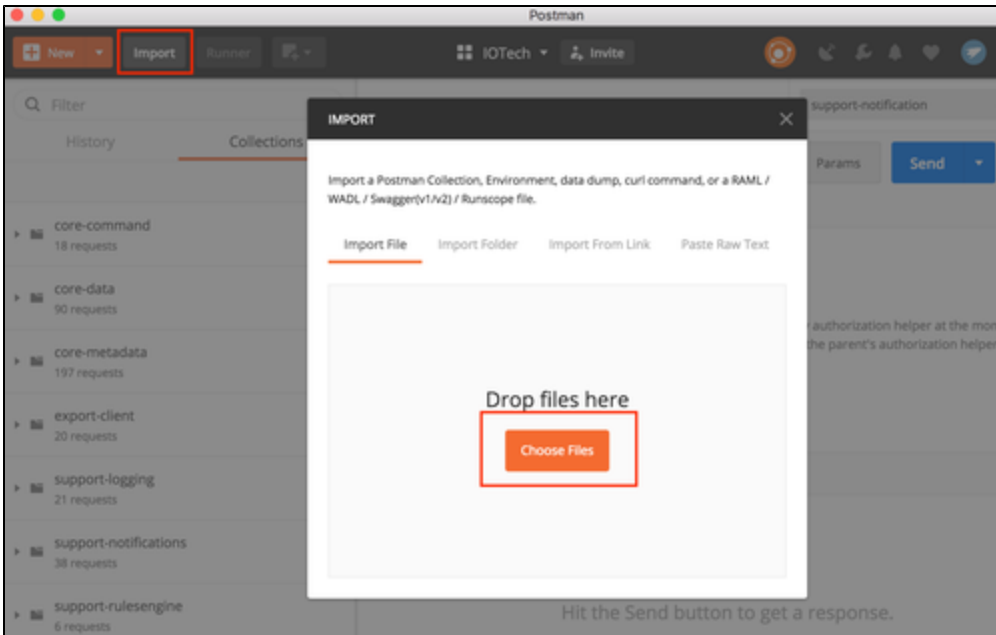 Postman
New
Import
Runner
IOTech
Invite
Filter
History
Collections
core-command
18 requests
core-data
90 requests
core-metadata
197 requests
export-client
20 requests
support-logging
21 requests
support-notifications
38 requests
support-rulesengine
6 requests
IMPORT
Import a Postman Collection, Environment, data dump, curl command, or a RAML /
WADL / Swagger(v1/v2) / Runscope file.
Import File
Import Folder
Import From Link
Paste Raw Text
Drop files here
Choose Files
support-notification
Params
Send
authorization helper at the mor
the parent's authorization helper
Hit the Send button to get a response.